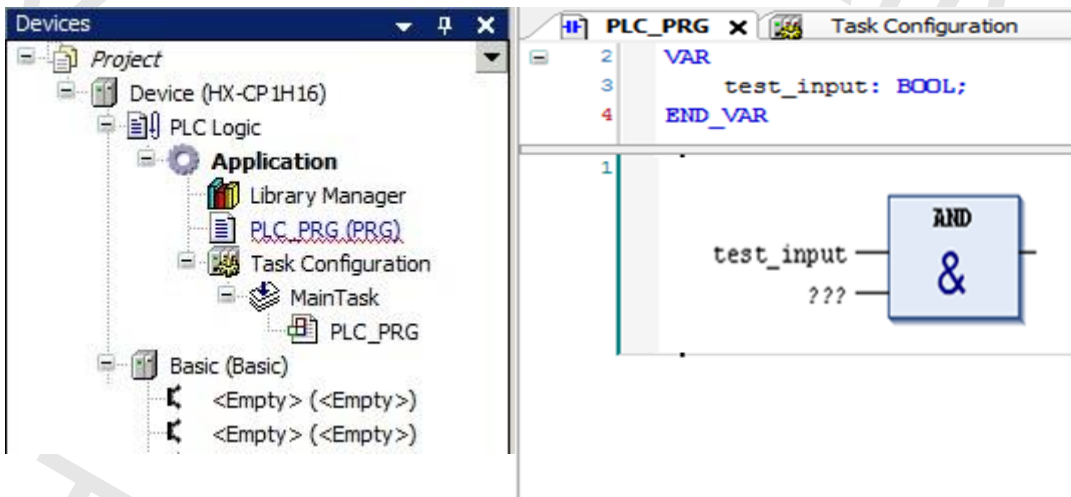 Devices
Project
Device (HX-CP1H16)
PLC Logic
Application
Library Manager
PLC_PRG (PRG)
Task Configuration
MainTask
PLC_PRG
Basic (Basic)
<Empty> (<Empty>)
<Empty> (<Empty>)
PLC_PRG Task Configuration
2 VAR
3 test_input: BOOL;
4 END_VAR
1
AND
test_input
&
???